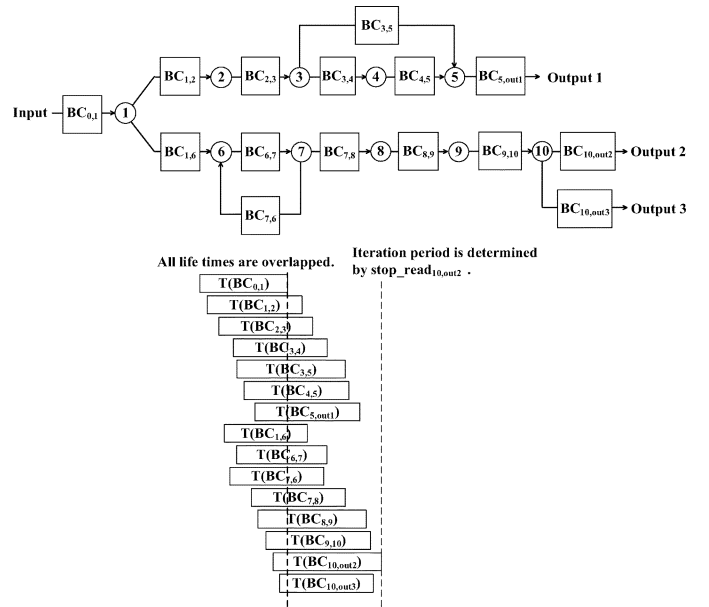 BC3,5
BC1,2 2 BC2,3 3 BC3,4 4 BC4,5 5 BC5,out1 Output 1
Input BC0,1 1
BC1,6 6 BC6,7 7 BC7,8 8 BC8,9 9 BC9,10 10 BC10,out2 Output 2
BC7,6 BC10,out3 Output 3
All life times are overlapped.
Iteration period is determined
by stop_read10,out2 .
T(BC0,1)
T(BC1,2)
T(BC2,3)
T(BC3,4)
T(BC3,5)
T(BC4,5)
T(BC5,out1)
T(BC1,6)
T(BC6,7)
T(BC7,6)
T(BC7,8)
T(BC8,9)
T(BC9,10)
T(BC10,out2)
T(BC10,out3)